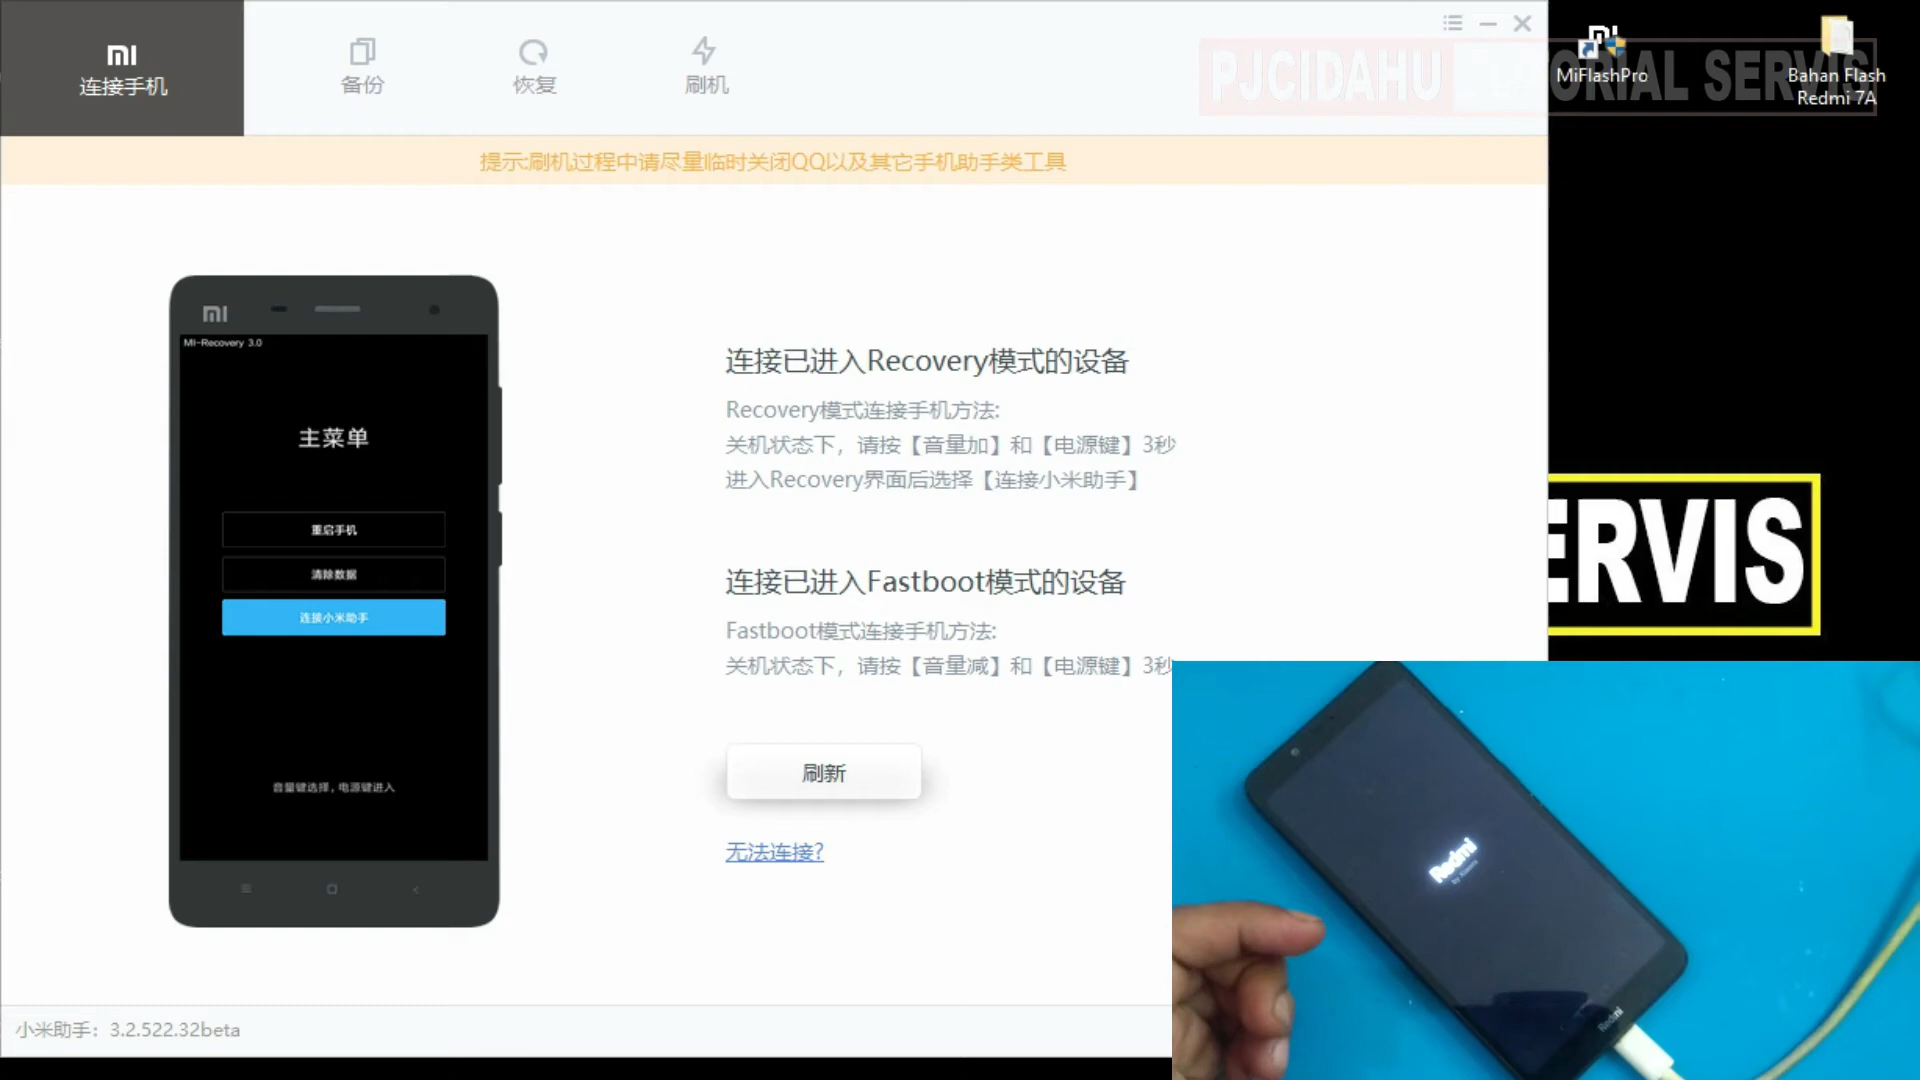 连接手机
备份
恢复
刷机
PJCIDAHU
TORIAL SERVIS
MiFlashPro
Bahan Flash
Redmi 7A
提示:刷机过程中请尽量临时关闭QQ以及其它手机助手类工具
MI
MI-Recovery 3.0
主菜单
重启手机
清除数据
连接小米助手
音量键选择，电源键进入
连接已进入Recovery模式的设备
Recovery模式连接手机方法:
关机状态下，请按【音量加】和【电源键】3秒
进入Recovery界面后选择【连接小米助手】
连接已进入Fastboot模式的设备
Fastboot模式连接手机方法:
关机状态下，请按【音量减】和【电源键】3秒
刷新
无法连接?
ERVIS
Redmi
by Xiaomi
Redmi
小米助手：3.2.522.32beta